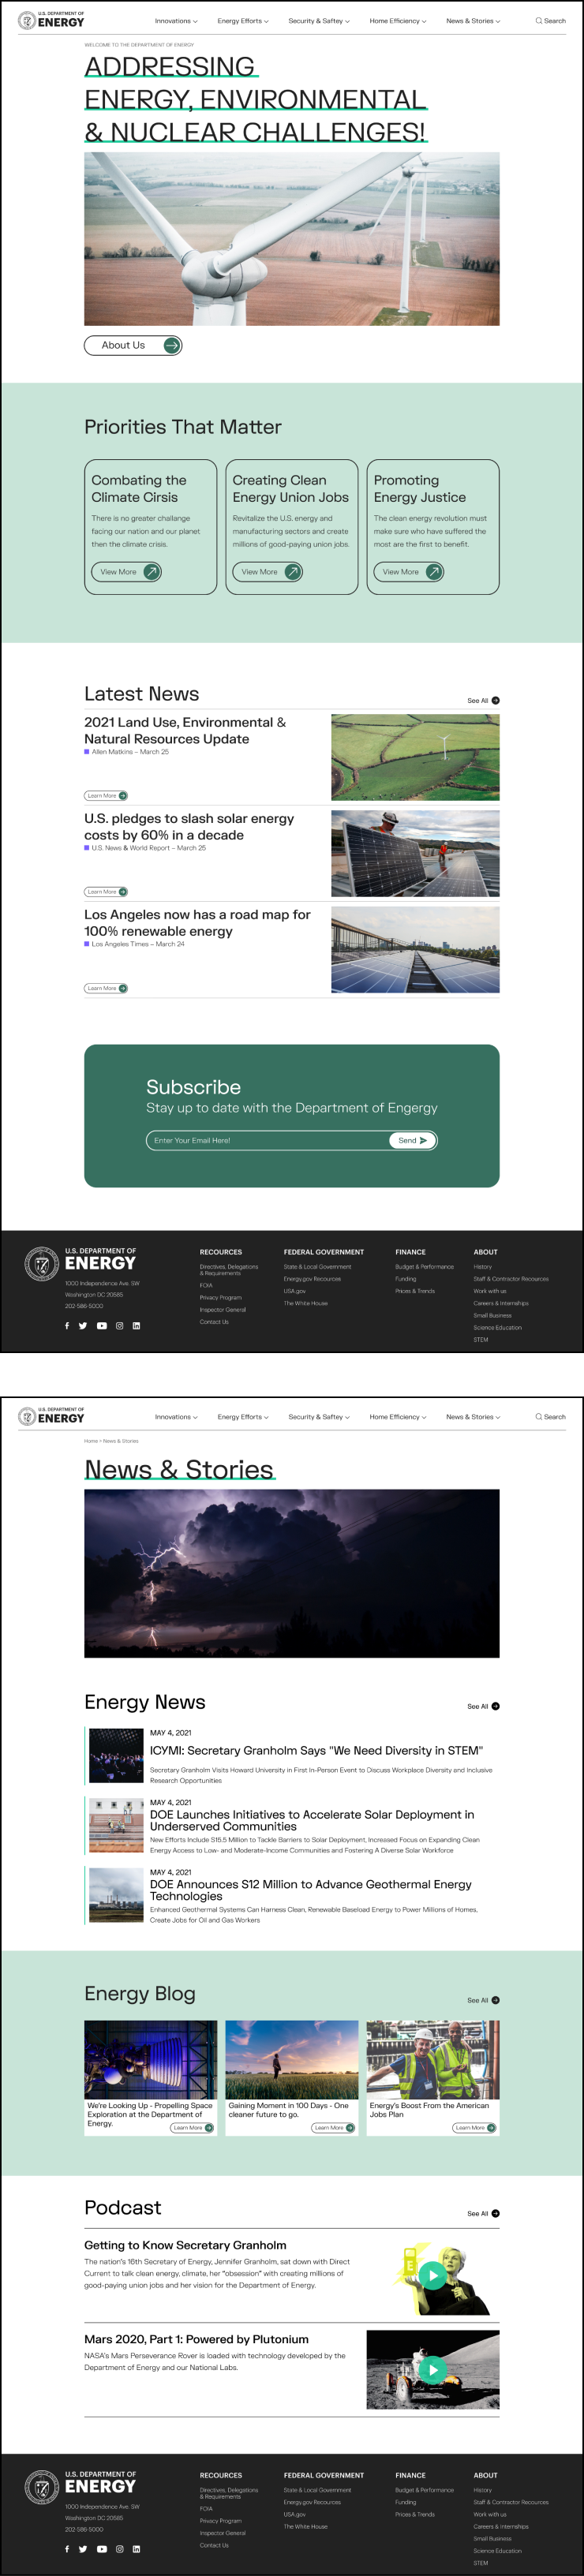 U.S. DEPARTMENT OF
ENERGY
Innovations
Energy Efforts
Security & Saftey
Home Efficiency
News & Stories
Search
WELCOME TO THE DEPARTMENT OF ENERGY
ADDRESSING
ENERGY, ENVIRONMENTAL
& NUCLEAR CHALLENGES!
About Us
Priorities That Matter
Combating the
Climate Cirsis
There is no greater challenge
facing our nation and our planet
then the climate crisis.
View More
Creating Clean
Energy Union Jobs
Revitalize the U.S. energy and
manufacturing sectors and create
millions of good-paying union jobs.
View More
Promoting
Energy Justice
The clean energy revolution must
make sure who have suffered the
most are the first to benefit.
View More
Latest News
See All
2021 Land Use, Environmental &
Natural Resources Update
Allen Matkins – March 25
Learn More
U.S. pledges to slash solar energy
costs by 60% in a decade
U.S. News & World Report – March 25
Learn More
Los Angeles now has a road map for
100% renewable energy
Los Angeles Times – March 24
Learn More
Subscribe
Stay up to date with the Department of Engergy
Enter Your Email Here!
Send
U.S. DEPARTMENT OF
ENERGY
1000 Independence Ave. SW
Washington DC 20585
202-586-5000
RECOURCES
Directives, Delegations
& Requirements
FOIA
Privacy Program
Inspector General
Contact Us
FEDERAL GOVERNMENT
State & Local Government
Energy.gov Recources
USA.gov
The White House
FINANCE
Budget & Performance
Funding
Prices & Trends
ABOUT
History
Staff & Contractor Recources
Work with us
Careers & Internships
Small Business
Science Education
STEM
U.S. DEPARTMENT OF
ENERGY
Innovations
Energy Efforts
Security & Saftey
Home Efficiency
News & Stories
Search
Home > News & Stories
News & Stories
Energy News
See All
MAY 4, 2021
ICYMI: Secretary Granholm Says "We Need Diversity in STEM"
Secretary Granholm Visits Howard University in First In-Person Event to Discuss Workplace Diversity and Inclusive
Research Opportunities
MAY 4, 2021
DOE Launches Initiatives to Accelerate Solar Deployment in
Underserved Communities
New Efforts Include $15.5 Million to Tackle Barriers to Solar Deployment, Increased Focus on Expanding Clean
Energy Access to Low- and Moderate-Income Communities and Fostering A Diverse Solar Workforce
MAY 4, 2021
DOE Announces $12 Million to Advance Geothermal Energy
Technologies
Enhanced Geothermal Systems Can Harness Clean, Renewable Baseload Energy to Power Millions of Homes,
Create Jobs for Oil and Gas Workers
Energy Blog
See All
We're Looking Up - Propelling Space
Exploration at the Department of
Energy.
Learn More
Gaining Moment in 100 Days - One
cleaner future to go.
Learn More
Energy's Boost From the American
Jobs Plan
Learn More
Podcast
See All
Getting to Know Secretary Granholm
The nation's 16th Secretary of Energy, Jennifer Granholm, sat down with Direct
Current to talk clean energy, climate, her "obsession" with creating millions of
good-paying union jobs and her vision for the Department of Energy.
E
Mars 2020, Part 1: Powered by Plutonium
NASA's Mars Perseverance Rover is loaded with technology developed by the
Department of Energy and our National Labs.
U.S. DEPARTMENT OF
ENERGY
1000 Independence Ave. SW
Washington DC 20585
202-586-5000
RECOURCES
Directives, Delegations
& Requirements
FOIA
Privacy Program
Inspector General
Contact Us
FEDERAL GOVERNMENT
State & Local Government
Energy.gov Recources
USA.gov
The White House
FINANCE
Budget & Performance
Funding
Prices & Trends
ABOUT
History
Staff & Contractor Recources
Work with us
Careers & Internships
Small Business
Science Education
STEM